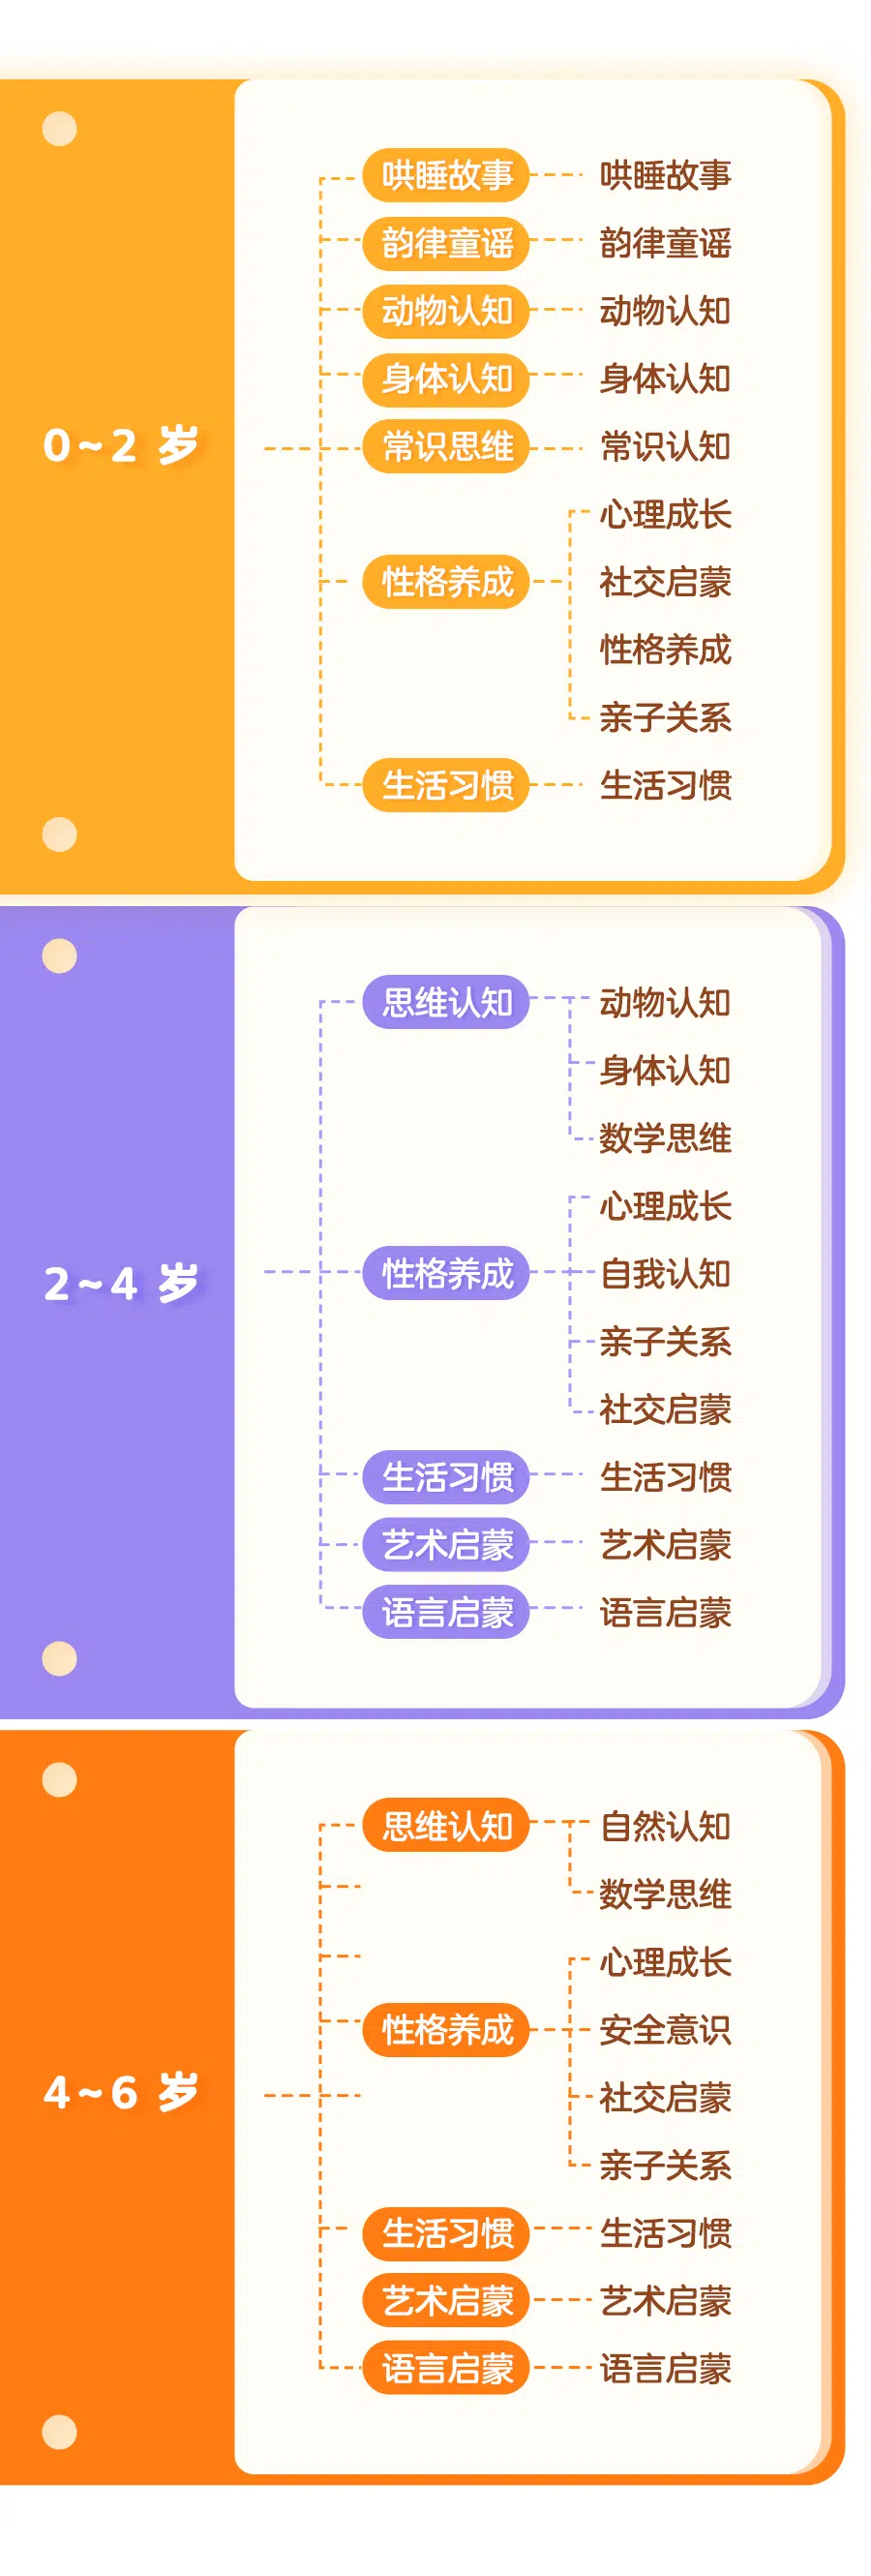 哄睡故事 哄睡故事
韵律童谣 韵律童谣
动物认知 动物认知
身体认知 身体认知
0~2 岁 常识思维 常识认知
心理成长
性格养成 社交启蒙
性格养成
亲子关系
生活习惯 生活习惯
思维认知 动物认知
身体认知
数学思维
心理成长
2~4 岁 性格养成 自我认知
亲子关系
社交启蒙
生活习惯 生活习惯
艺术启蒙 艺术启蒙
语言启蒙 语言启蒙
思维认知 自然认知
数学思维
心理成长
性格养成 安全意识
4~6 岁 社交启蒙
亲子关系
生活习惯 生活习惯
艺术启蒙 艺术启蒙
语言启蒙 语言启蒙